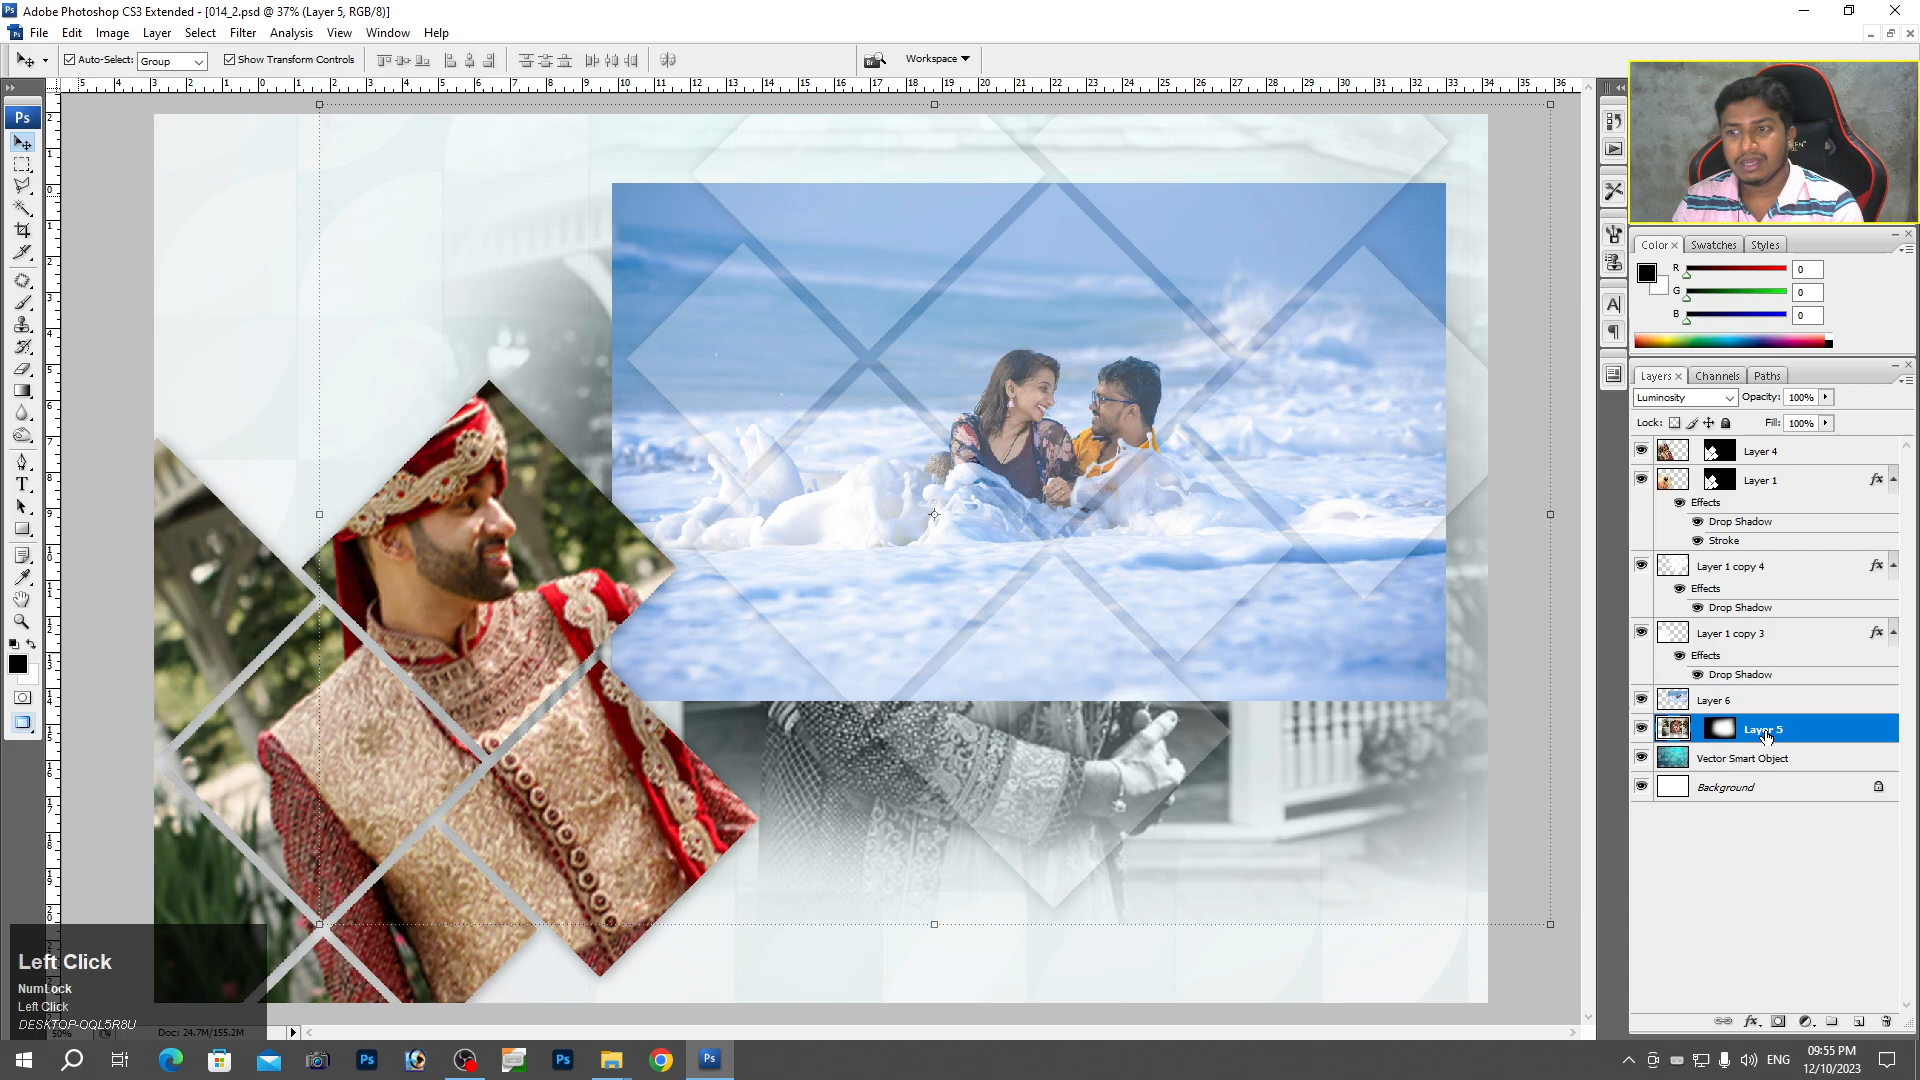 Adobe Photoshop CS3 Extended - [014_2.psd @ 37% (Layer 5, RGB/8)]
File Edit Image Layer Select Filter Analysis View Window Help
Auto-Select: Group Show Transform Controls Workspace
Color Swatches Styles
R 0
G 0
B 0
Layers Channels Paths
Luminosity Opacity: 100%
Lock: Fill: 100%
Layer 4
Layer 1 fx
Effects
Drop Shadow
Stroke
Layer 1 copy 4 fx
Effects
Drop Shadow
Layer 1 copy 3 fx
Effects
Drop Shadow
Layer 6
Layer 5
Vector Smart Object
Background
Left Click
NumLock
Left Click
DESKTOP-OQL5R8U
50% Doc: 24.7M/155.2M
ENG
09:55 PM
12/10/2023